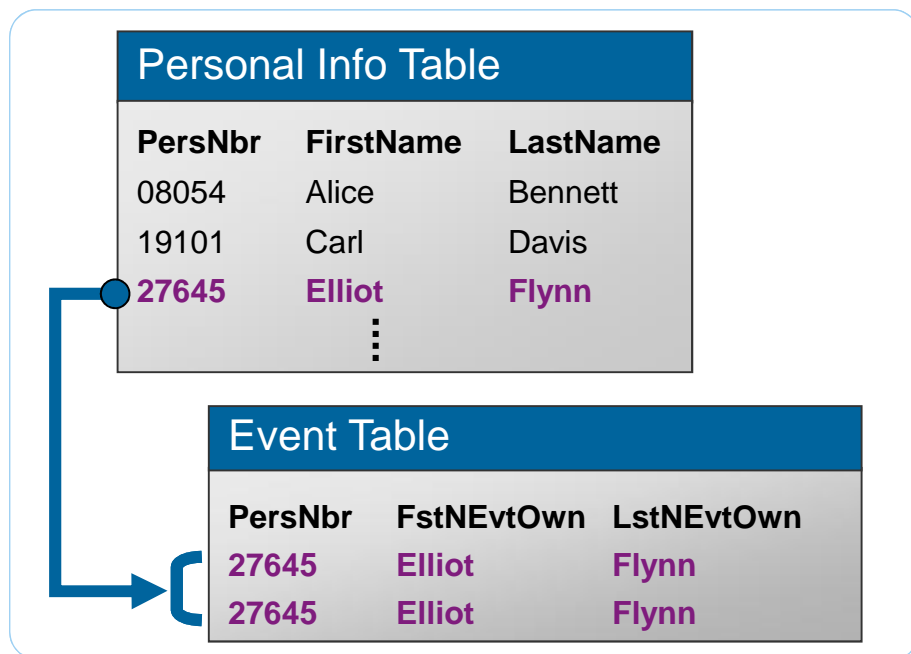 Personal Info Table
PersNbr FirstName LastName
08054 Alice Bennett
19101 Carl Davis
27645 Elliot Flynn
Event Table
PersNbr FstNEvtOwn LstNEvtOwn
27645 Elliot Flynn
27645 Elliot Flynn